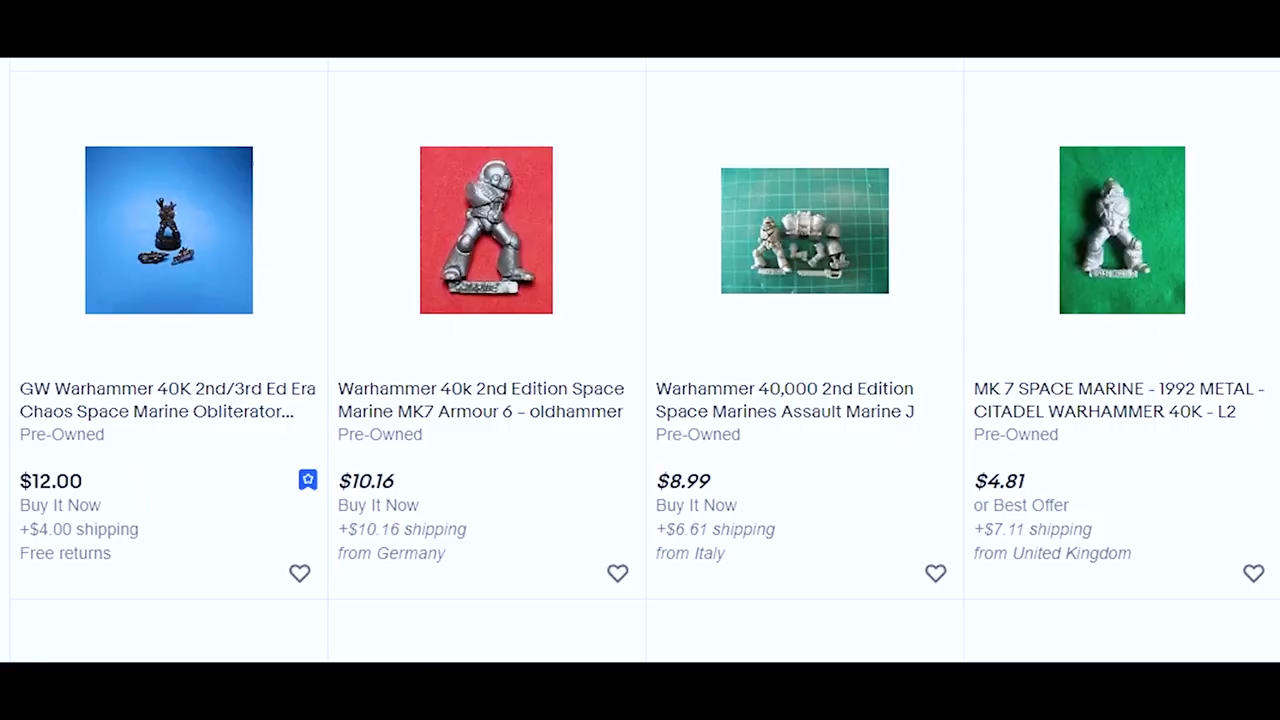 GW Warhammer 40K 2nd/3rd Ed Era
Chaos Space Marine Obliterator...
Pre-Owned
$12.00
Buy It Now
+$4.00 shipping
Free returns
Warhammer 40k 2nd Edition Space
Marine MK7 Armour 6 – oldhammer
Pre-Owned
$10.16
Buy It Now
+$10.16 shipping
from Germany
Warhammer 40,000 2nd Edition
Space Marines Assault Marine J
Pre-Owned
$8.99
Buy It Now
+$6.61 shipping
from Italy
MK 7 SPACE MARINE - 1992 METAL -
CITADEL WARHAMMER 40K - L2
Pre-Owned
$4.81
or Best Offer
+$7.11 shipping
from United Kingdom